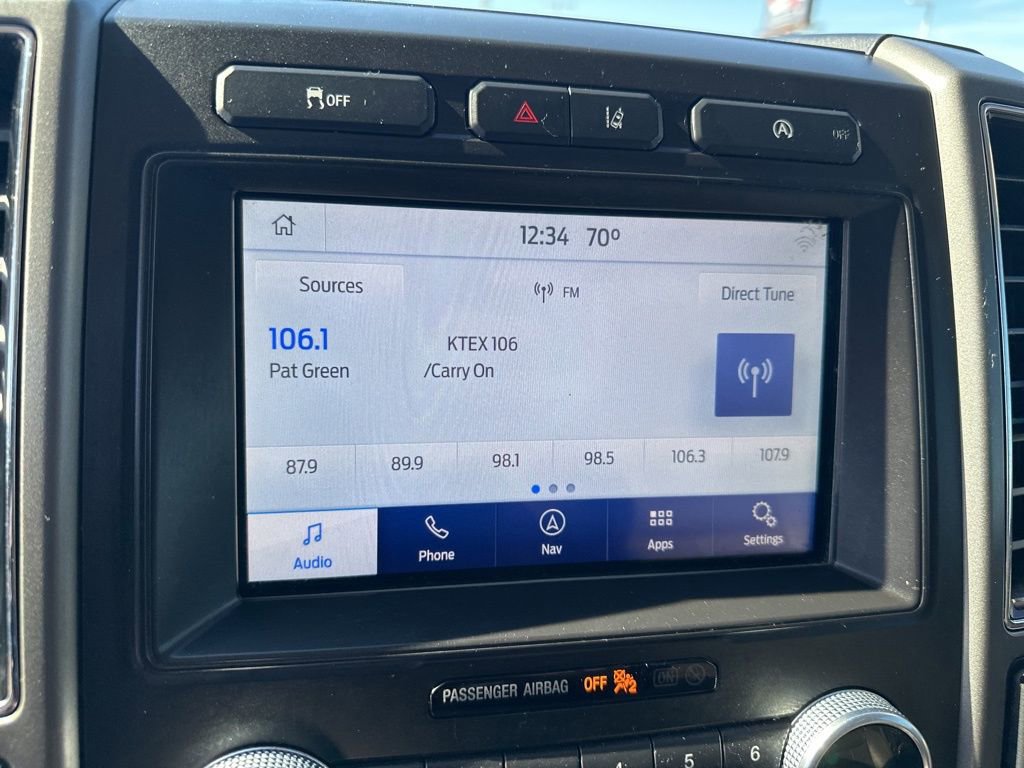 OFF
OFF
12:34 70°
Sources
FM
Direct Tune
106.1
KTEX 106
Pat Green
/Carry On
87.9 89.9 98.1 98.5 106.3 107.9
Audio Phone Nav Apps Settings
PASSENGER AIRBAG OFF 2 ON
4 5 6